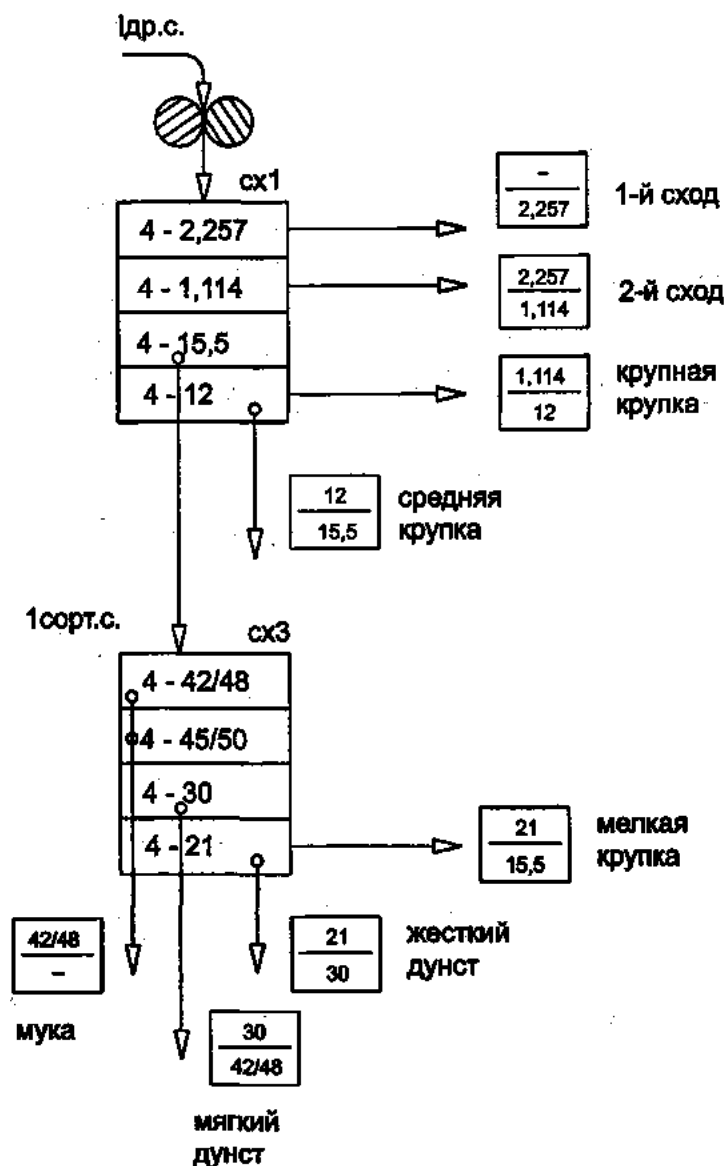 Iдр.с.
сх1
4 - 2,257
4 - 1,114
4 - 15,5
4 - 12
–
2,257
1-й сход
2,257
1,114
2-й сход
1,114
12
крупная
крупка
12
15,5
средняя
крупка
1сорт.с.
сх3
4 - 42/48
4 - 45/50
4 - 30
4 - 21
21
15,5
мелкая
крупка
42/48
–
мука
21
30
жесткий
дунст
30
42/48
мягкий
дунст